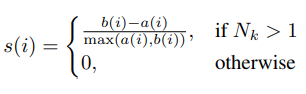 s(i) = { b(i)−a(i) / max(a(i),b(i)) , if N_k > 1
0, otherwise